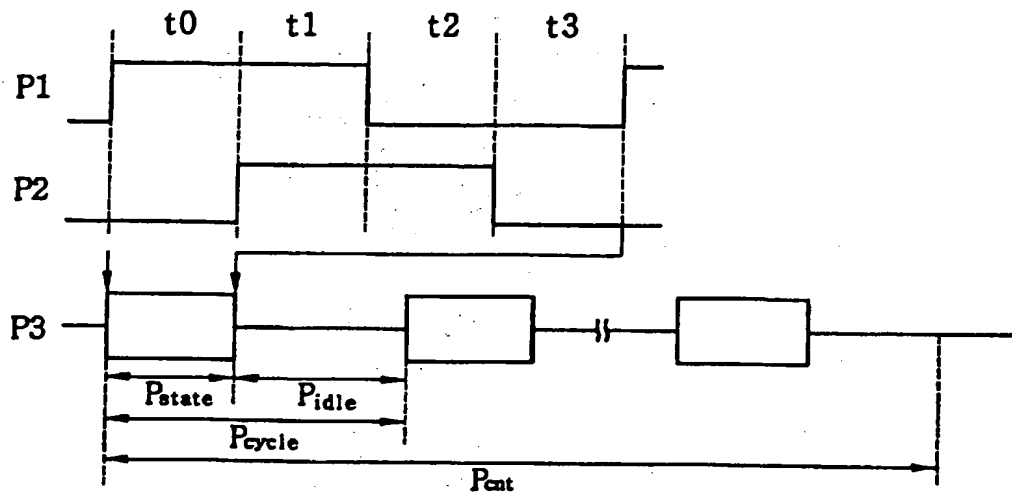 t0 t1 t2 t3
P1
P2
P3
Pstate Pidle
Pcycle
Pcnt